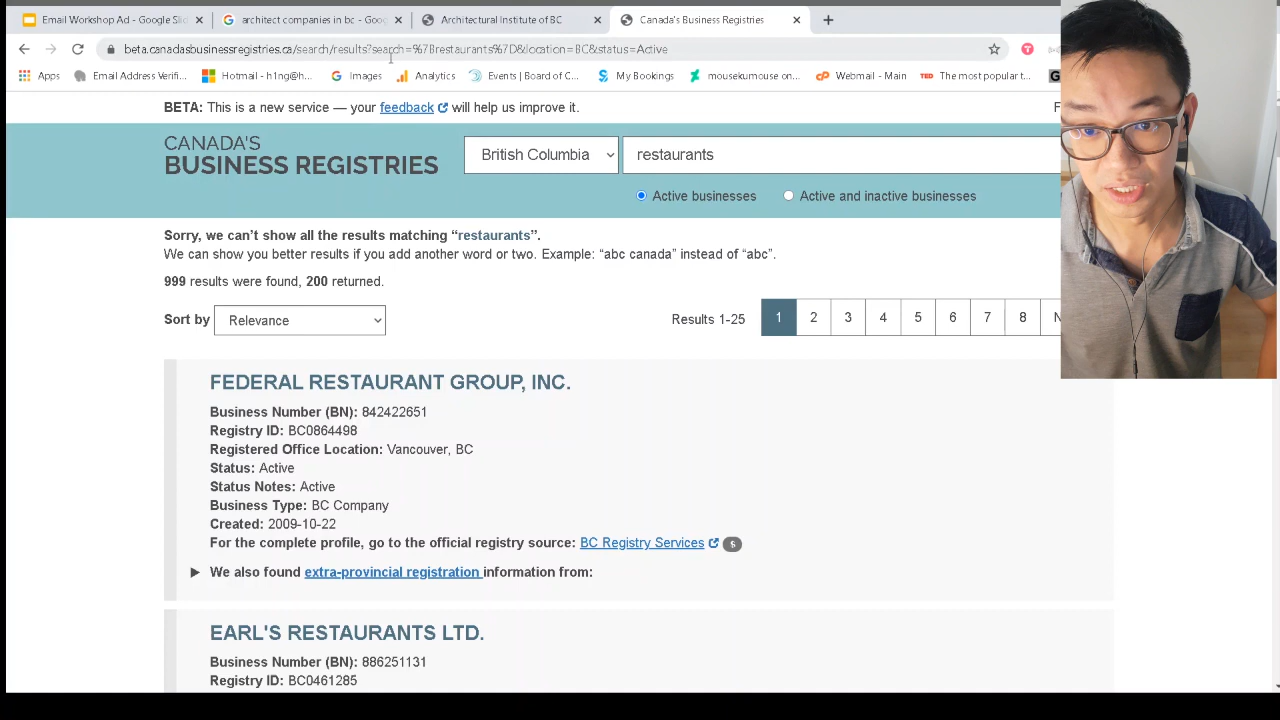 Email Workshop Ad - Google Slid
architect companies in bc - Goog
Architectural Institute of BC
Canada's Business Registries
beta.canadasbusinessregistries.ca/search/results?search=%7Brestaurants%7D&location=BC&status=Active
Apps
Email Address Verifi...
Hotmail - h1ng@h...
Images
Analytics
Events | Board of C...
My Bookings
mousekumouse on...
Webmail - Main
TED
The most popular t...
BETA: This is a new service — your feedback will help us improve it.
F
CANADA'S
BUSINESS REGISTRIES
British Columbia
restaurants
Active businesses
Active and inactive businesses
Sorry, we can't show all the results matching “restaurants”.
We can show you better results if you add another word or two. Example: “abc canada” instead of “abc”.
999 results were found, 200 returned.
Sort by
Relevance
Results 1-25
1 2 3 4 5 6 7 8 N
FEDERAL RESTAURANT GROUP, INC.
Business Number (BN): 842422651
Registry ID: BC0864498
Registered Office Location: Vancouver, BC
Status: Active
Status Notes: Active
Business Type: BC Company
Created: 2009-10-22
For the complete profile, go to the official registry source: BC Registry Services $
We also found extra-provincial registration information from:
EARL'S RESTAURANTS LTD.
Business Number (BN): 886251131
Registry ID: BC0461285